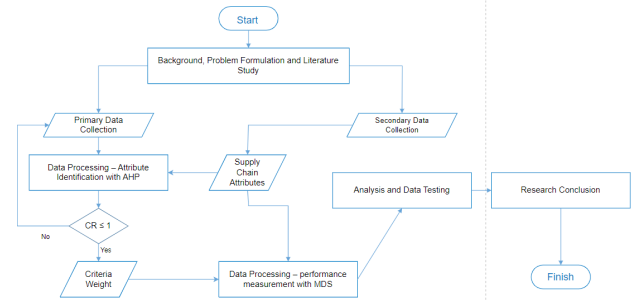 Start
Background, Problem Formulation and Literature
Study
Primary Data
Collection
Secondary Data
Collection
Data Processing – Attribute
Identification with AHP
Supply
Chain
Attributes
Analysis and Data Testing
Research Conclusion
CR ≤ 1
No
Yes
Criteria
Weight
Data Processing – performance
measurement with MDS
Finish